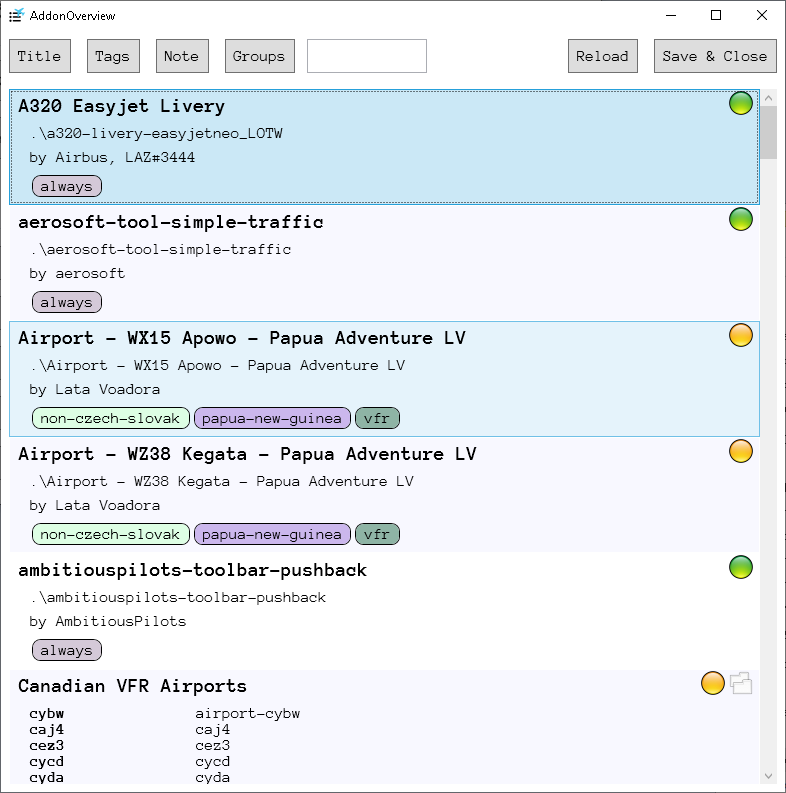 AddonOverview
Title Tags Note Groups Reload Save & Close
A320 Easyjet Livery
.\a320-livery-easyjetneo_LOTW
by Airbus, LAZ#3444
always
aerosoft-tool-simple-traffic
.\aerosoft-tool-simple-traffic
by aerosoft
always
Airport - WX15 Apowo - Papua Adventure LV
.\Airport - WX15 Apowo - Papua Adventure LV
by Lata Voadora
non-czech-slovak papua-new-guinea vfr
Airport - WZ38 Kegata - Papua Adventure LV
.\Airport - WZ38 Kegata - Papua Adventure LV
by Lata Voadora
non-czech-slovak papua-new-guinea vfr
ambitiouspilots-toolbar-pushback
.\ambitiouspilots-toolbar-pushback
by AmbitiousPilots
always
Canadian VFR Airports
cybw airport-cybw
caj4 caj4
cez3 cez3
cycd cycd
cyda cyda